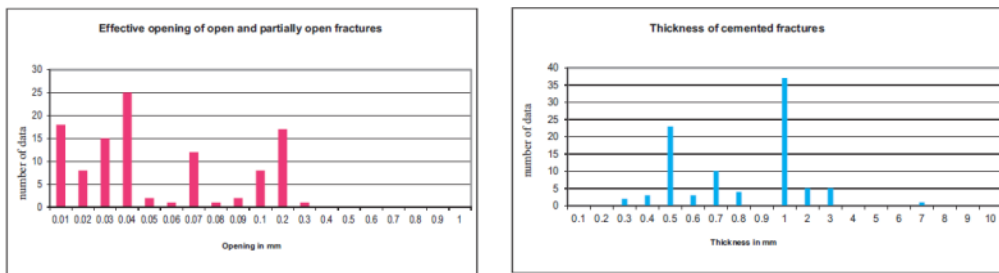 Effective opening of open and partially open fractures
number of data
30
25
20
15
10
5
0
0.01 0.02 0.03 0.04 0.05 0.06 0.07 0.08 0.09 0.1 0.2 0.3 0.4 0.5 0.6 0.7 0.8 0.9 1
Opening in mm
Thickness of cemented fractures
number of data
40
35
30
25
20
15
10
5
0
0.1 0.2 0.3 0.4 0.5 0.6 0.7 0.8 0.9 1 2 3 4 5 6 7 8 9 10
Thickness in mm